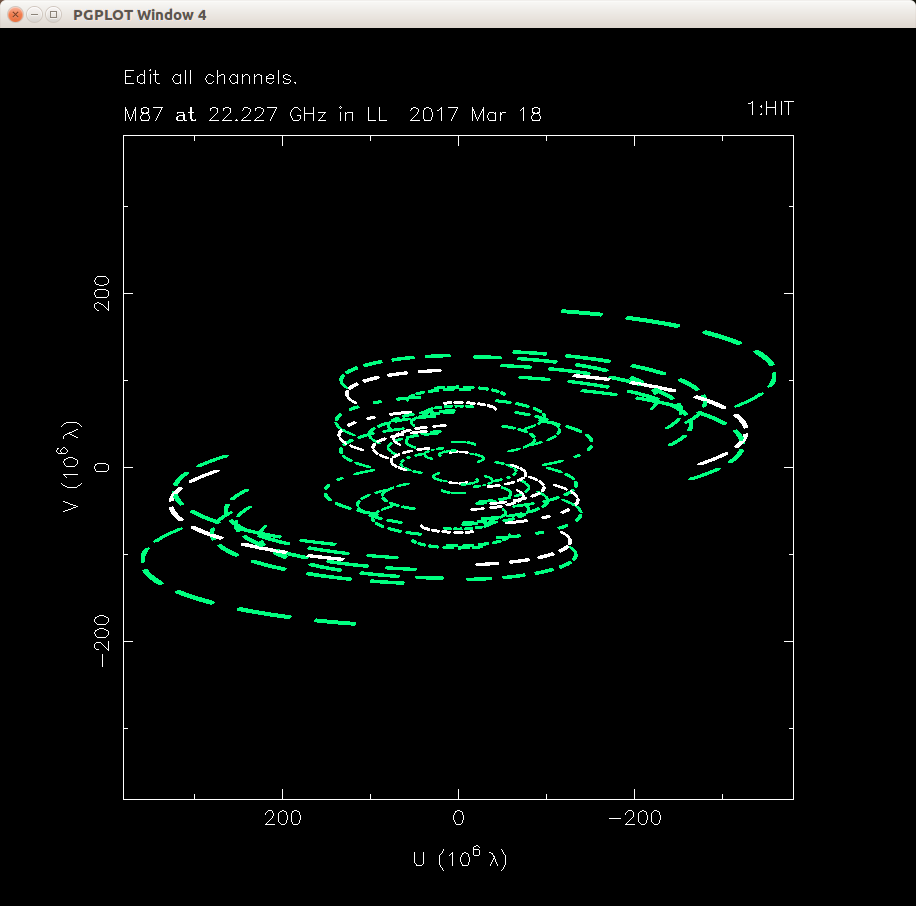 PGPLOT Window 4
Edit all channels.
M87 at 22.227 GHz in LL 2017 Mar 18
1:HIT
200
0
−200
V (10⁶ λ)
200
0
−200
U (10⁶ λ)